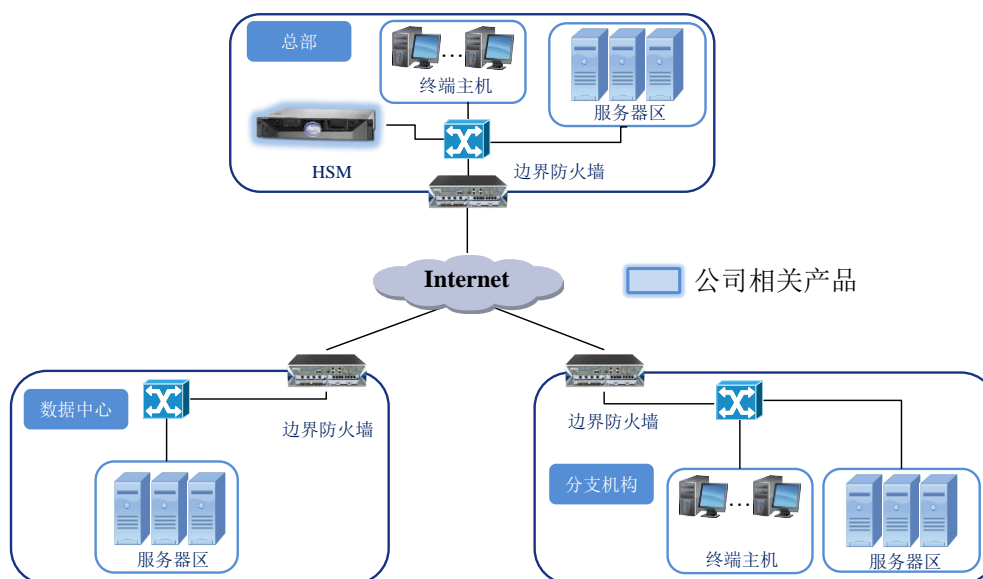 总部
终端主机
服务器区
HSM
边界防火墙
Internet
公司相关产品
数据中心
边界防火墙
服务器区
边界防火墙
分支机构
终端主机
服务器区